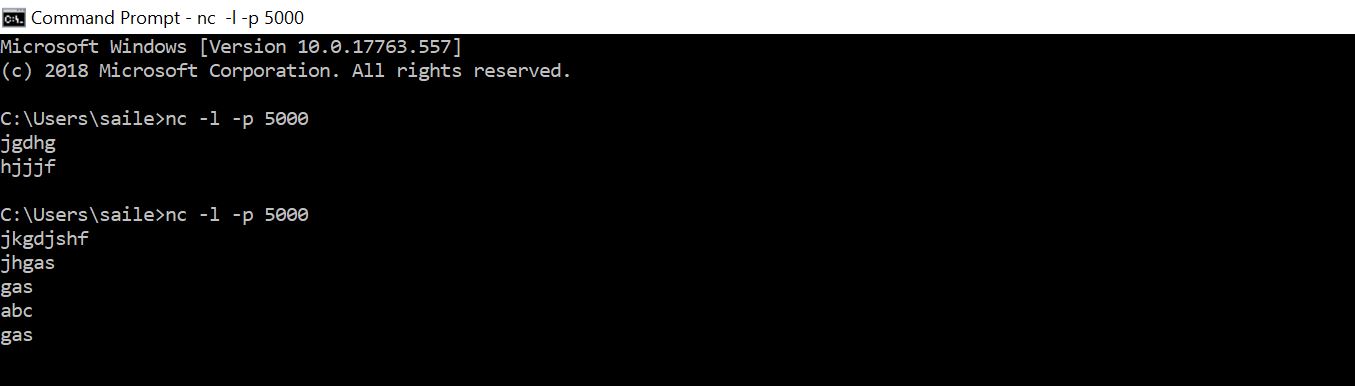 Command Prompt - nc  -l -p 5000
Microsoft Windows [Version 10.0.17763.557]
(c) 2018 Microsoft Corporation. All rights reserved.
C:\Users\saile>nc -l -p 5000
jgdhg
hjjjf
C:\Users\saile>nc -l -p 5000
jkgdjshf
jhgas
gas
abc
gas